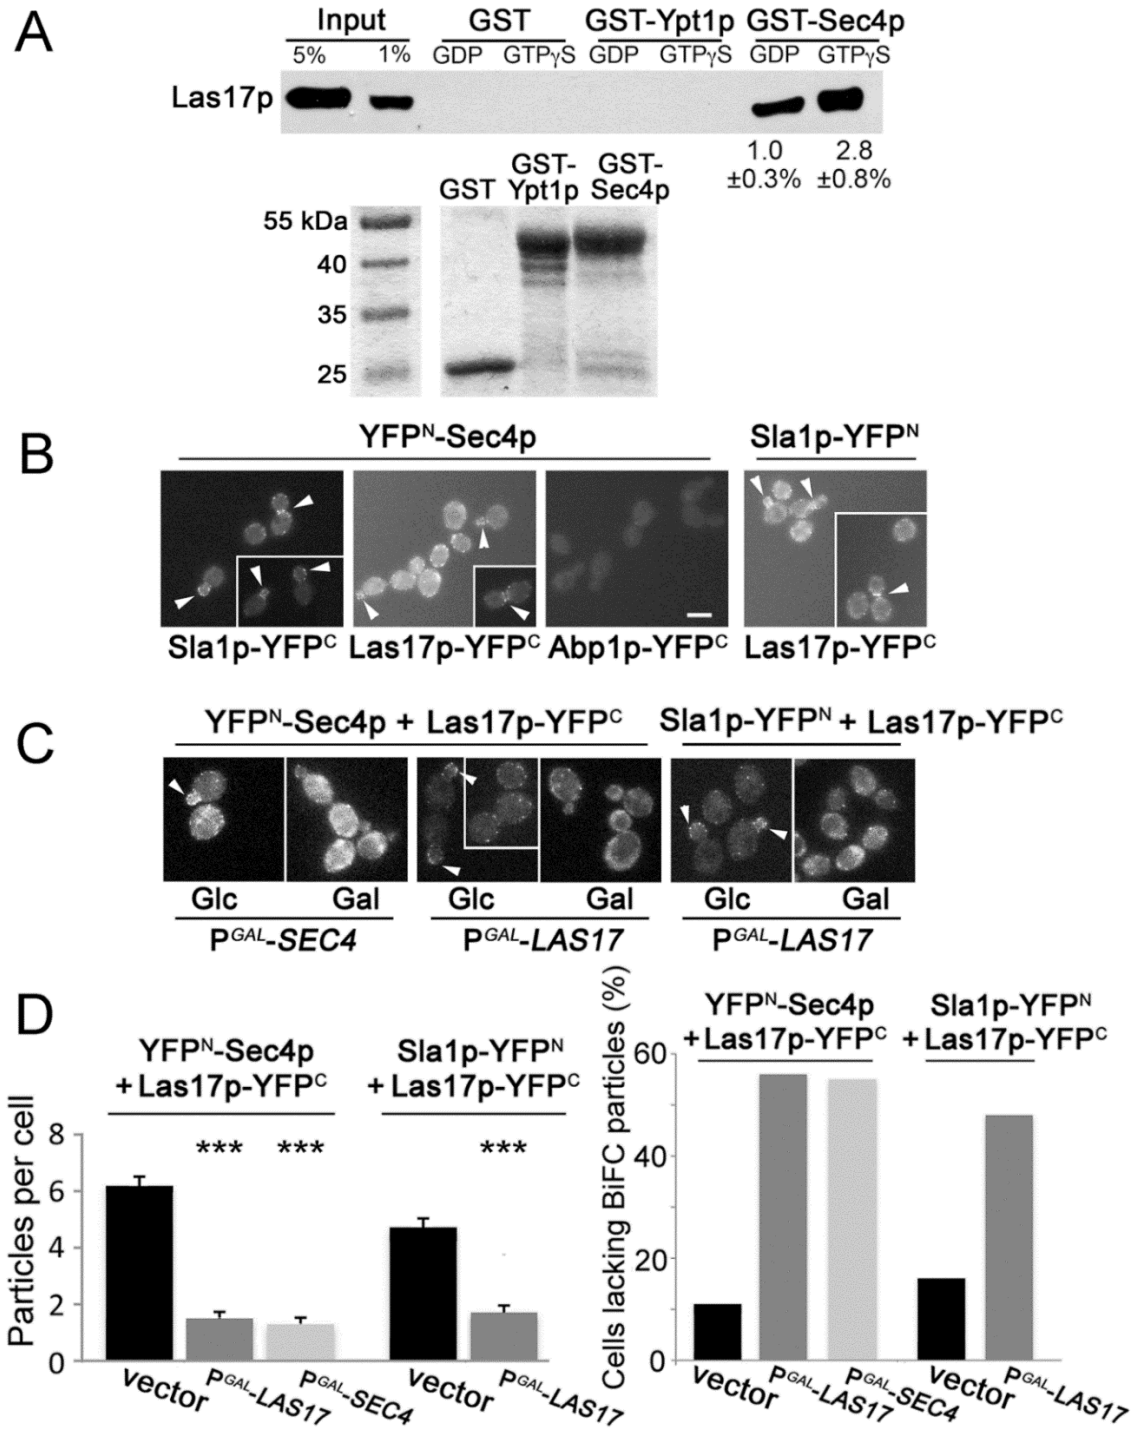 A
Input GST GST-Ypt1p GST-Sec4p
5% 1% GDP GTPγS GDP GTPγS GDP GTPγS
Las17p
1.0 2.8
±0.3% ±0.8%
GST GST-Ypt1p GST-Sec4p
55 kDa
40
35
25
B
YFPᴺ-Sec4p Sla1p-YFPᴺ
Sla1p-YFPᶜ Las17p-YFPᶜ Abp1p-YFPᶜ Las17p-YFPᶜ
C
YFPᴺ-Sec4p + Las17p-YFPᶜ Sla1p-YFPᴺ + Las17p-YFPᶜ
Glc Gal Glc Gal Glc Gal
Pᴳᴬᴸ-SEC4 Pᴳᴬᴸ-LAS17 Pᴳᴬᴸ-LAS17
D
YFPᴺ-Sec4p Sla1p-YFPᴺ
+ Las17p-YFPᶜ + Las17p-YFPᶜ
Particles per cell
8
6
4
2
0
*** *** ***
vector Pᴳᴬᴸ-LAS17 Pᴳᴬᴸ-SEC4 vector Pᴳᴬᴸ-LAS17
YFPᴺ-Sec4p Sla1p-YFPᴺ
+ Las17p-YFPᶜ + Las17p-YFPᶜ
Cells lacking BiFC particles (%)
60
40
20
0
vector Pᴳᴬᴸ-LAS17 Pᴳᴬᴸ-SEC4 vector Pᴳᴬᴸ-LAS17